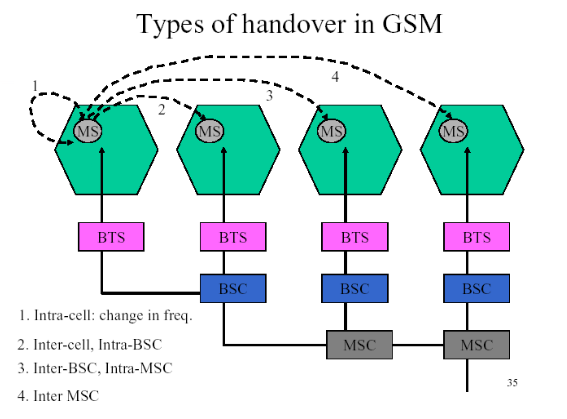 Types of handover in GSM
1
2
3
4
MS
MS
MS
MS
BTS
BTS
BTS
BTS
BSC
BSC
BSC
1. Intra-cell: change in freq.
2. Inter-cell, Intra-BSC
MSC
MSC
3. Inter-BSC, Intra-MSC
4. Inter MSC
35